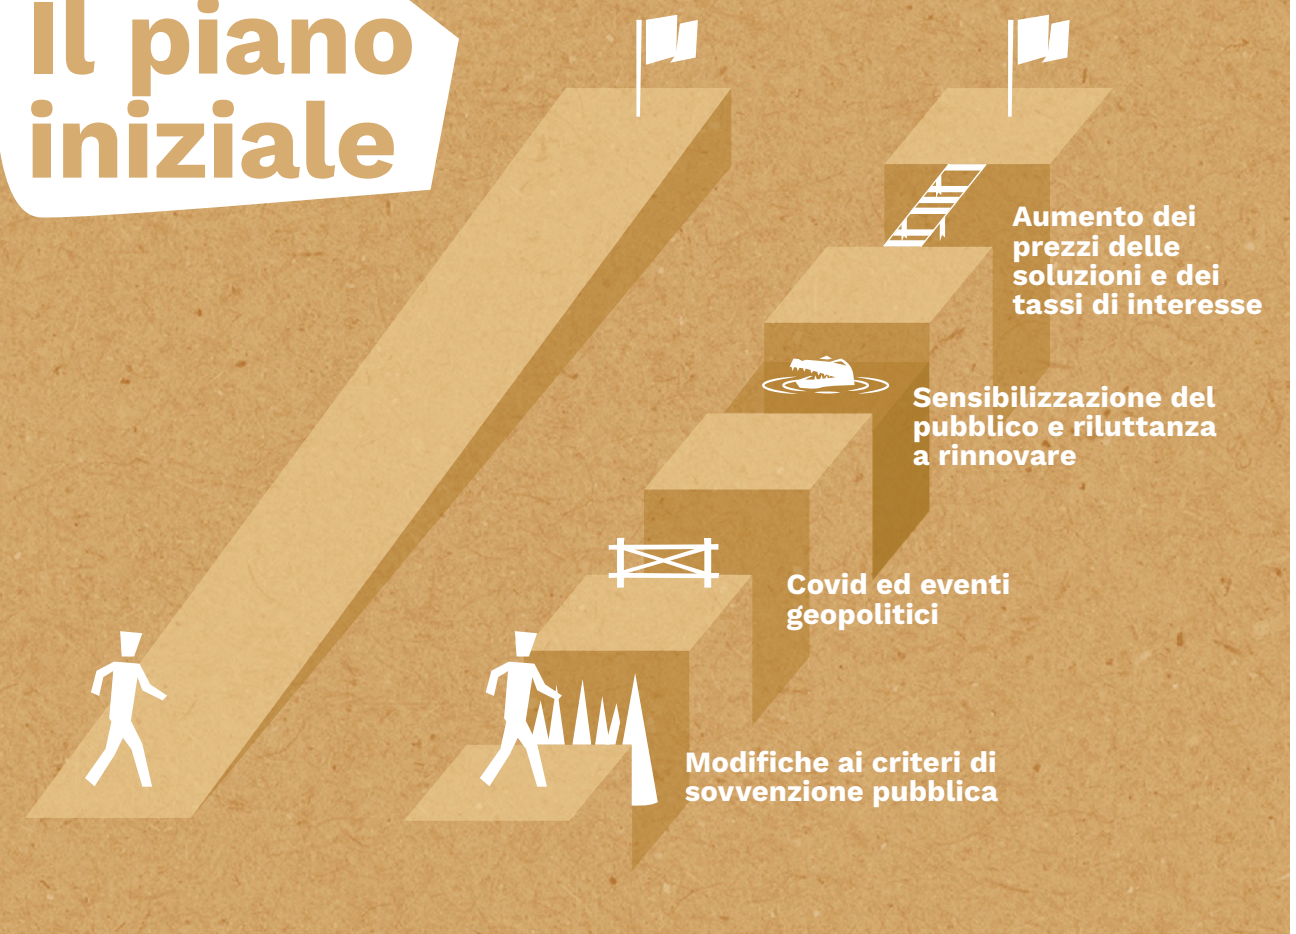 Il piano
iniziale
Aumento dei
prezzi delle
soluzioni e dei
tassi di interesse
Sensibilizzazione del
pubblico e riluttanza
a rinnovare
Covid ed eventi
geopolitici
Modifiche ai criteri di
sovvenzione pubblica